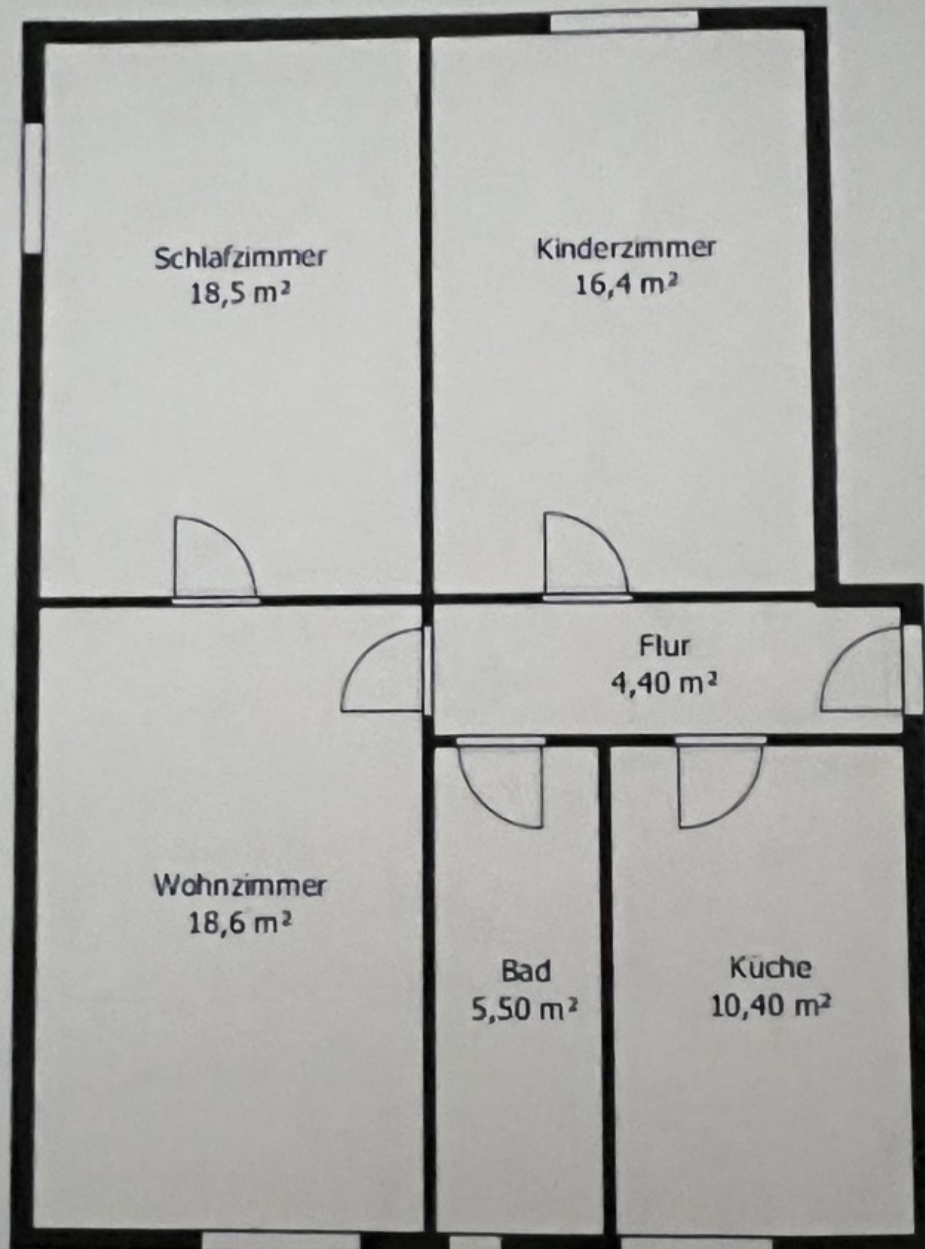 Schlafzimmer
18,5 m²
Kinderzimmer
16,4 m²
Flur
4,40 m²
Wohnzimmer
18,6 m²
Bad
5,50 m²
Küche
10,40 m²